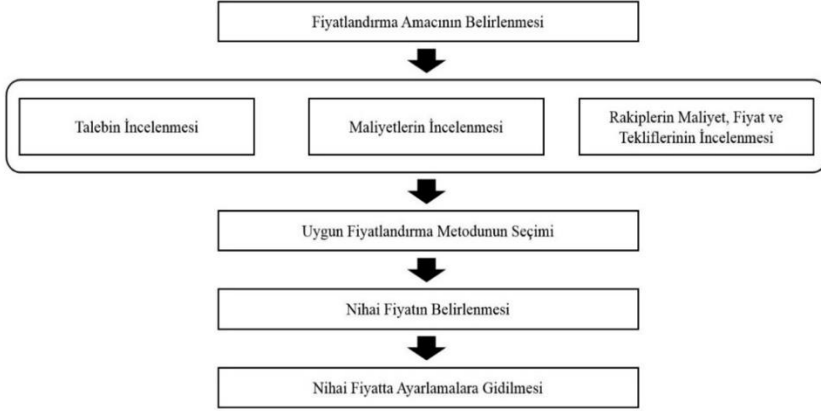 Fiyatlandırma Amacının Belirlenmesi
Talebin İncelenmesi
Maliyetlerin İncelenmesi
Rakiplerin Maliyet, Fiyat ve
Tekliflerinin İncelenmesi
Uygun Fiyatlandırma Metodunun Seçimi
Nihai Fiyatın Belirlenmesi
Nihai Fiyatta Ayarlamalara Gidilmesi